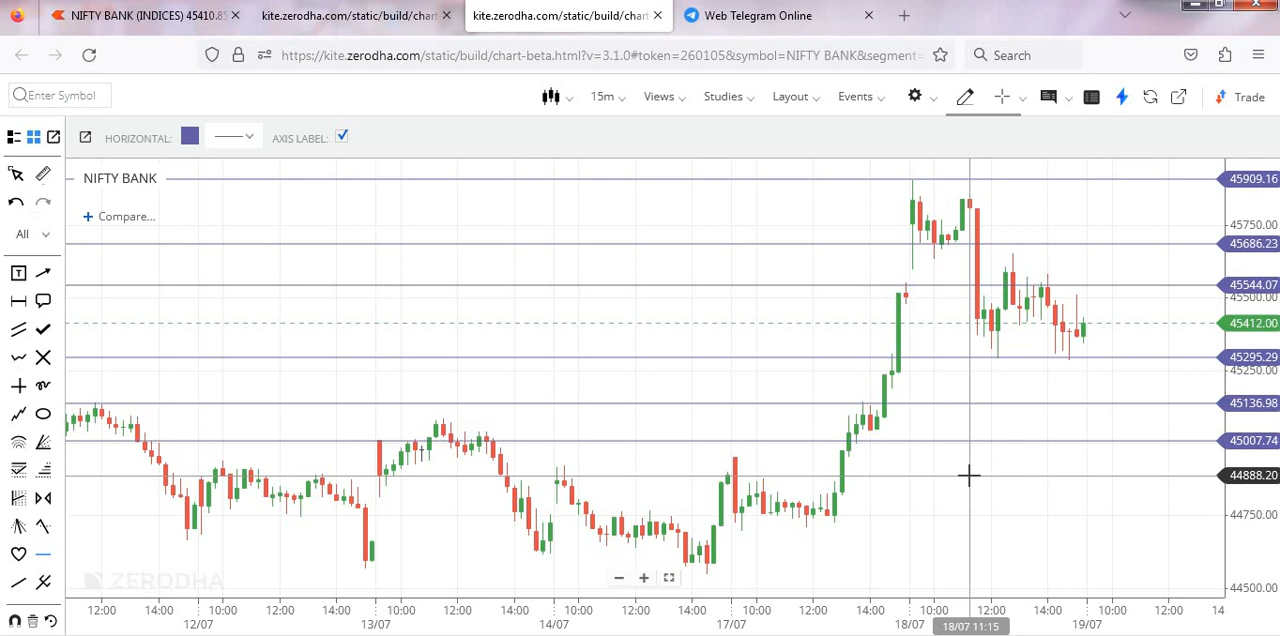 NIFTY BANK (INDICES) 45410.85
kite.zerodha.com/static/build/chart
kite.zerodha.com/static/build/chart
Web Telegram Online
https://kite.zerodha.com/static/build/chart-beta.html?v=3.1.0#token=260105&symbol=NIFTY BANK&segment=
Search
Enter Symbol
15m
Views
Studies
Layout
Events
Trade
HORIZONTAL:
AXIS LABEL:
NIFTY BANK
+ Compare...
All
T
45909.16
45750.00
45686.23
45544.07
45500.00
45412.00
45295.29
45250.00
45136.98
45007.74
44888.20
44750.00
44500.00
ZERODHA
12:00 14:00 10:00 12:00 14:00 10:00 12:00 14:00 10:00 12:00 14:00 10:00 12:00 14:00 10:00 12:00 14:00 10:00 12:00 14
12/07 13/07 14/07 17/07 18/07 18/07 11:15 19/07